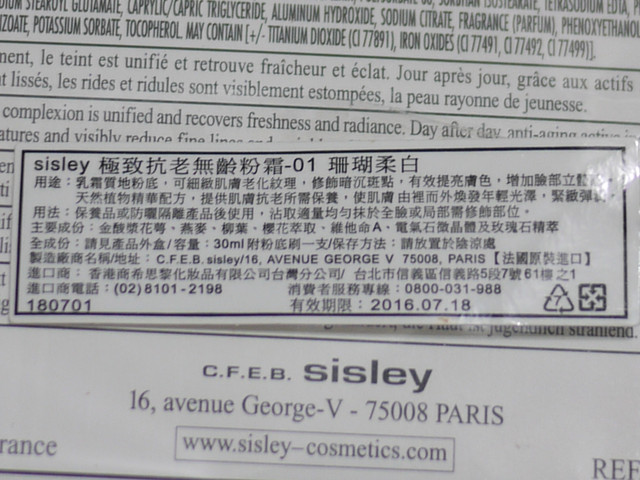 STEARYL GLUTAMATE, CAPRYLIC/CAPRIC TRIGLYCERIDE, ALUMINUM HYDROXIDE, SODIUM CITRATE, FRAGRANCE (PARFUM), PHENOXYETHANOL
POTASSIUM SORBATE, TOCOPHEROL. MAY CONTAIN [+/- TITANIUM DIOXIDE (CI 77891), IRON OXIDES (CI 77491, CI 77492, CI 77499)].
le teint est unifié et retrouve fraîcheur et éclat. Jour après jour, grâce aux actifs
lissés, les rides et ridules sont visiblement estompées, la peau rayonne de jeunesse.
complexion is unified and recovers freshness and radiance. Day after day, anti-aging
and visibly reduce fine lines
sisley 極致抗老無齡粉霜-01 珊瑚柔白
用途：乳霜質地粉底，可細緻肌膚老化紋理，修飾暗沉斑點，有效提亮膚色，增加臉部立體
天然植物精華配方，提供肌膚抗老所需保養，使肌膚由裡而外煥發年輕光澤，緊緻彈
用法：保養品或防曬隔離產品後使用，沾取適量均勻抹於全臉或局部需修飾部位。
主要成份：金酸漿花萼、燕麥、柳葉、櫻花萃取、維他命A、電氣石微晶體及玫瑰石精萃
全成份：請見產品外盒/容量：30ml 附粉底刷一支/保存方法：請放置於陰涼處
製造廠商名稱/地址：C.F.E.B. sisley/16, AVENUE GEORGE V 75008, PARIS【法國原裝進口】
進口商：香港商希思黎化妝品有限公司台灣分公司/ 台北市信義區信義路5段7號61樓之1
進口商電話：(02)8101-2198 消費者服務專線：0800-031-988
180701 有效期限：2016.07.18
jugendlich strahlend.
C.F.E.B. sisley
16, avenue George-V - 75008 PARIS
www.sisley-cosmetics.com
REF